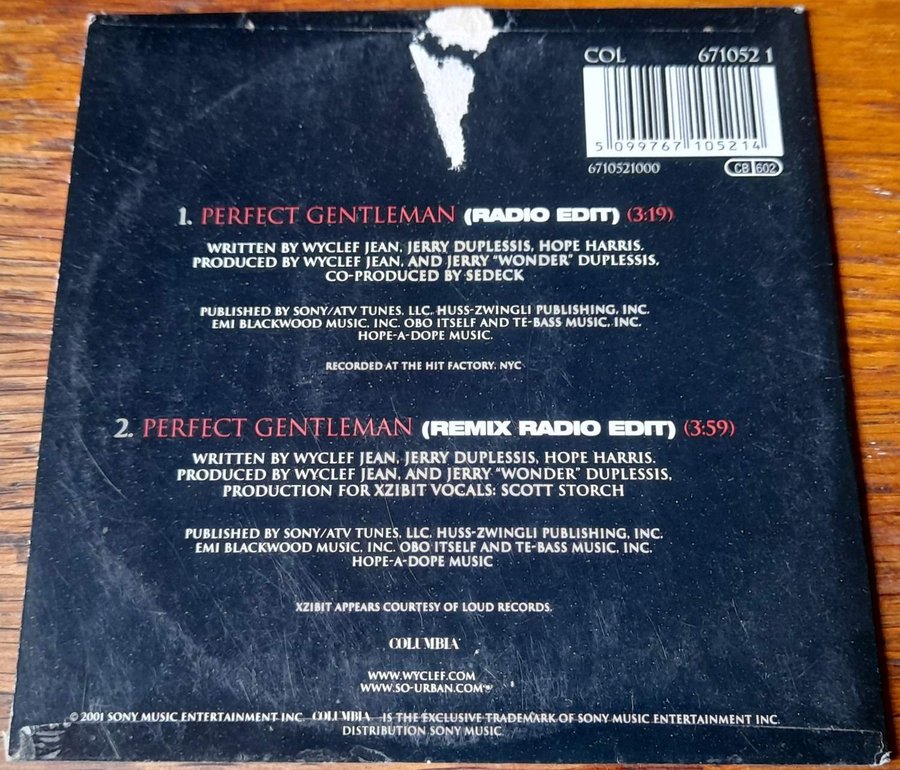 COL 671052 1
5 099767 105214
6710521000 CB 602
1. PERFECT GENTLEMAN (RADIO EDIT) (3:19)
WRITTEN BY WYCLEF JEAN, JERRY DUPLESSIS, HOPE HARRIS.
PRODUCED BY WYCLEF JEAN, AND JERRY "WONDER" DUPLESSIS,
CO-PRODUCED BY SEDECK
PUBLISHED BY SONY/ATV TUNES, LLC. HUSS-ZWINGLI PUBLISHING, INC.
EMI BLACKWOOD MUSIC, INC. OBO ITSELF AND TE-BASS MUSIC, INC.
HOPE-A-DOPE MUSIC.
RECORDED AT THE HIT FACTORY, NYC
2. PERFECT GENTLEMAN (REMIX RADIO EDIT) (3:59)
WRITTEN BY WYCLEF JEAN, JERRY DUPLESSIS, HOPE HARRIS.
PRODUCED BY WYCLEF JEAN, AND JERRY "WONDER" DUPLESSIS,
PRODUCTION FOR XZIBIT VOCALS: SCOTT STORCH
PUBLISHED BY SONY/ATV TUNES, LLC. HUSS-ZWINGLI PUBLISHING, INC.
EMI BLACKWOOD MUSIC, INC. OBO ITSELF AND TE-BASS MUSIC, INC.
HOPE-A-DOPE MUSIC
XZIBIT APPEARS COURTESY OF LOUD RECORDS.
COLUMBIA
WWW.WYCLEF.COM
WWW.SO-URBAN.COM
© 2001 SONY MUSIC ENTERTAINMENT INC. COLUMBIA IS THE EXCLUSIVE TRADEMARK OF SONY MUSIC ENTERTAINMENT INC.
DISTRIBUTION SONY MUSIC